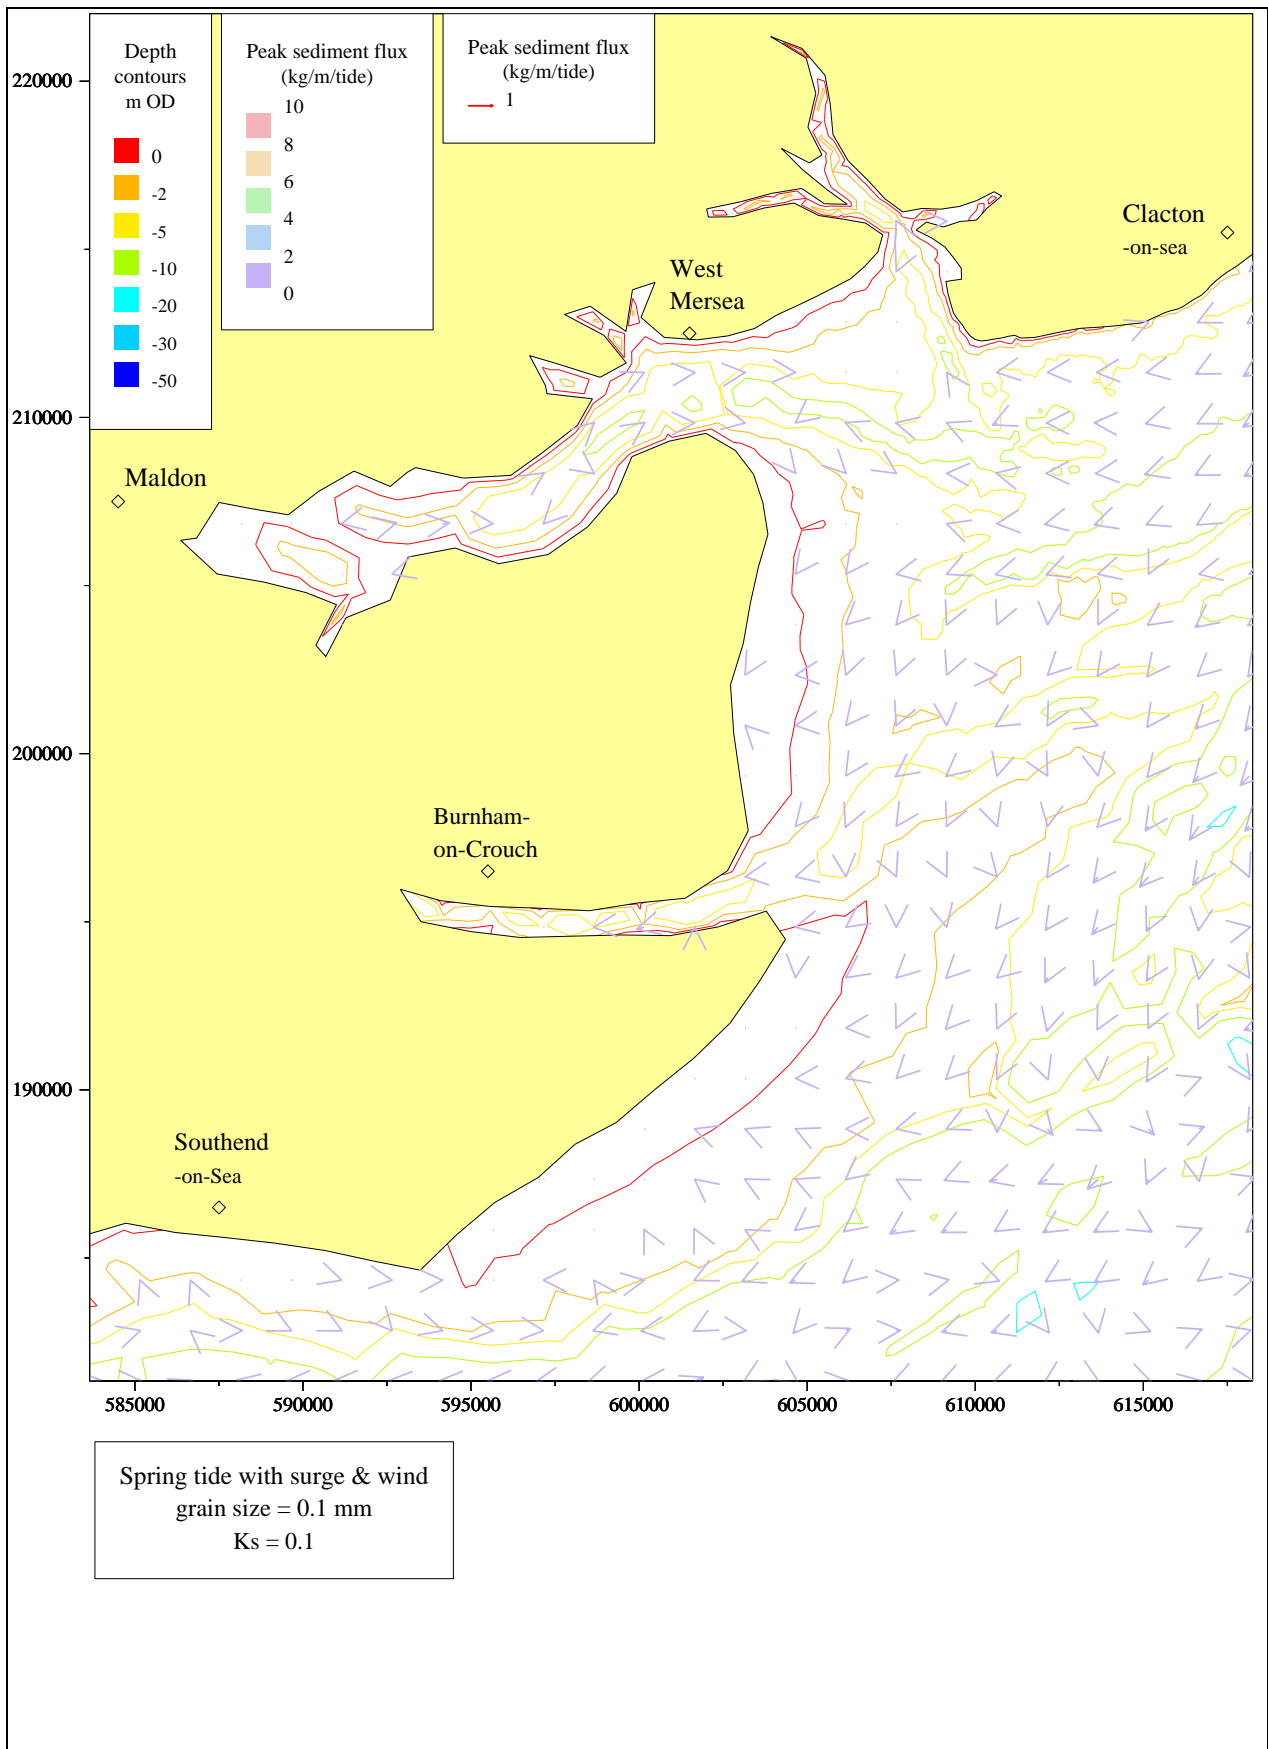 Depth
contours
m OD
0
-2
-5
-10
-20
-30
-50
Peak sediment flux
(kg/m/tide)
10
8
6
4
2
0
Peak sediment flux
(kg/m/tide)
1
220000
210000
200000
190000
Clacton
-on-sea
West
Mersea
Maldon
Burnham-
on-Crouch
Southend
-on-Sea
585000
590000
595000
600000
605000
610000
615000
Spring tide with surge & wind
grain size = 0.1 mm
Ks = 0.1